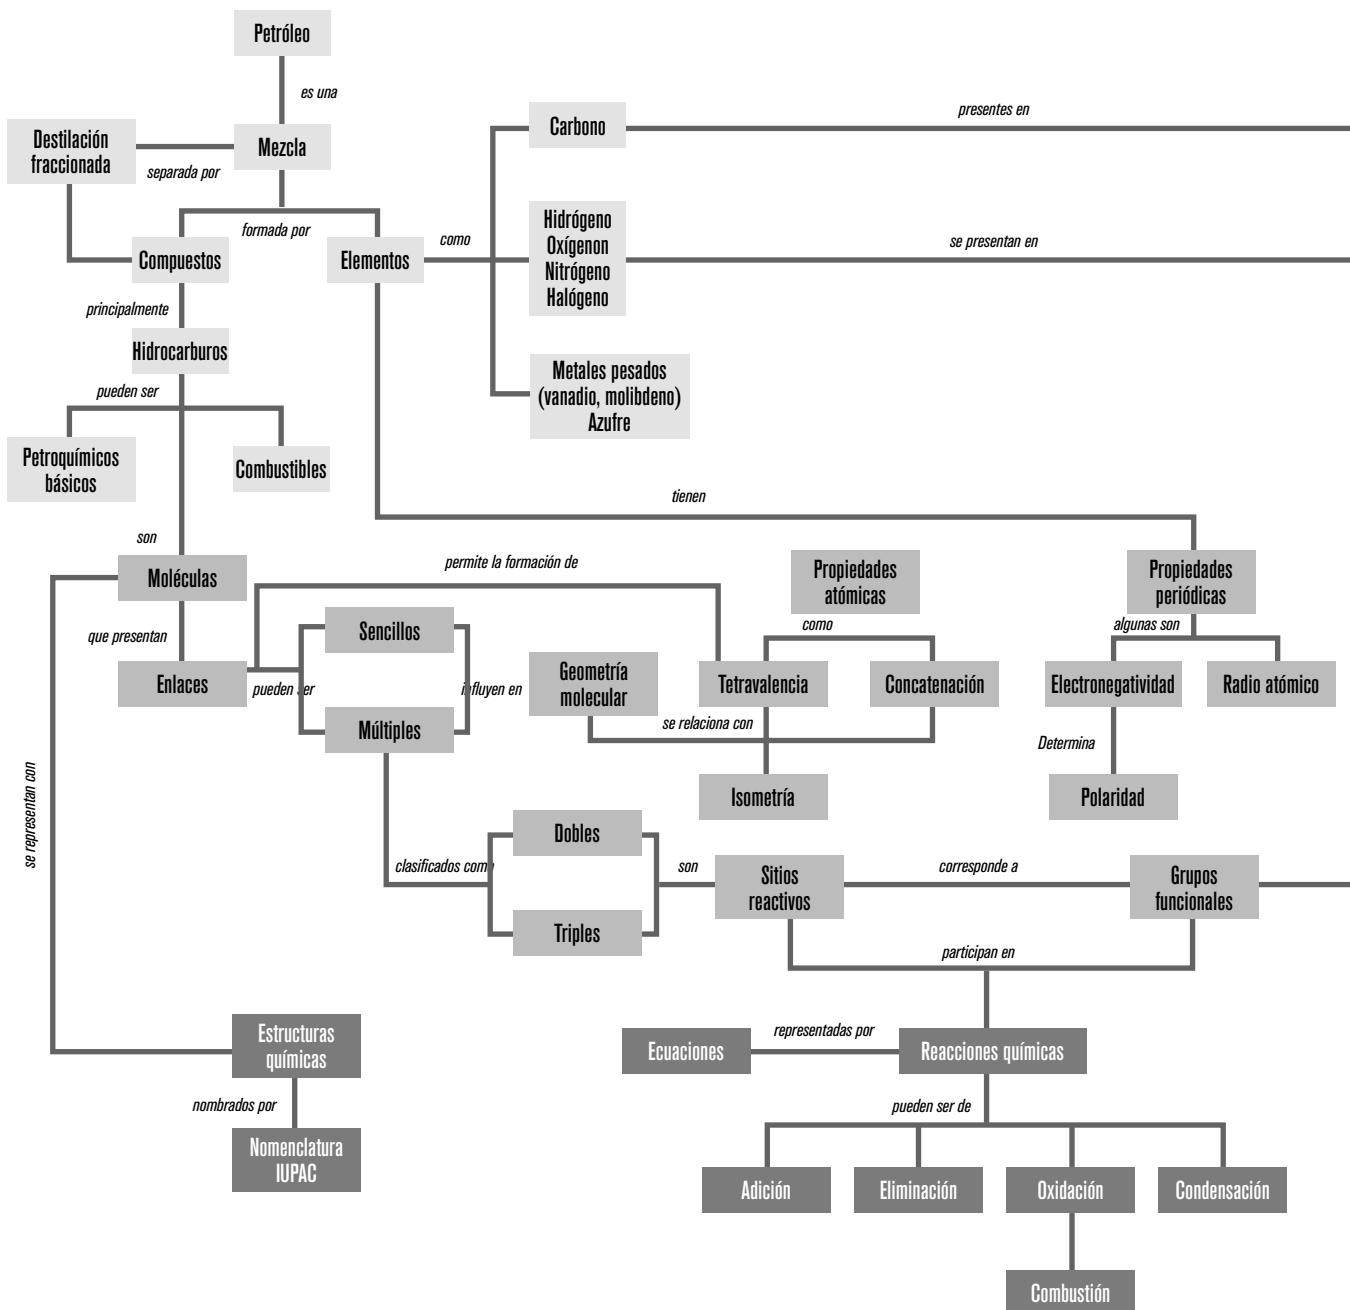 Petróleo
es una
Carbono
presentes en
Destilación
fraccionada
Mezcla
separada por
formada por
Hidrógeno
Oxígenon
Nitrógeno
Halógeno
como
se presentan en
Compuestos
Elementos
principalmente
Hidrocarburos
Metales pesados
(vanadio, molibdeno)
Azufre
pueden ser
Petroquímicos
básicos
Combustibles
tienen
son
Moléculas
permite la formación de
Propiedades
atómicas
Propiedades
periódicas
que presentan
Sencillos
como
algunas son
Enlaces
pueden ser
influyen en
Geometría
molecular
Tetravalencia
Concatenación
Electronegatividad
Radio atómico
Múltiples
se relaciona con
Determina
Isometría
Polaridad
se representan con
Dobles
clasificados como
son
Sitios
reactivos
corresponde a
Grupos
funcionales
Triples
participan en
Estructuras
químicas
Ecuaciones
representadas por
Reacciones químicas
nombrados por
pueden ser de
Nomenclatura
IUPAC
Adición
Eliminación
Oxidación
Condensación
Combustión